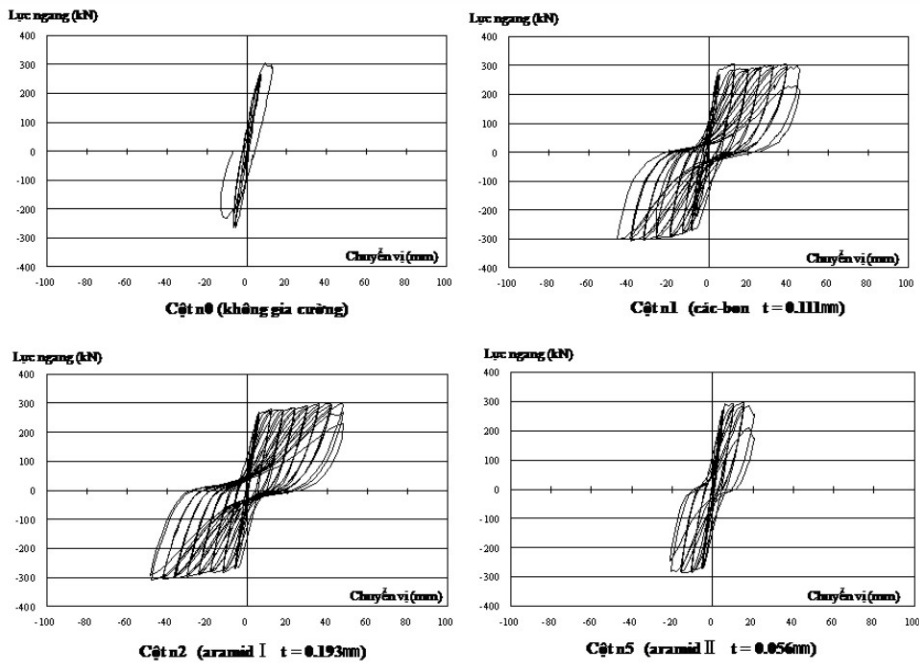 Lực ngang (kN)
400
300
200
100
0
-100
-200
-300
-400
Chuyển vị (mm)
-100 -80 -60 -40 -20 0 20 40 60 80 100
Cột n0 (không gia cường)
Lực ngang (kN)
400
300
200
100
0
-100
-200
-300
-400
Chuyển vị (mm)
-100 -80 -60 -40 -20 0 20 40 60 80 100
Cột n1 (các-bon t = 0.111mm)
Lực ngang (kN)
400
300
200
100
0
-100
-200
-300
-400
Chuyển vị (mm)
-100 -80 -60 -40 -20 0 20 40 60 80 100
Cột n2 (aramid Ⅰ t = 0.193mm)
Lực ngang (kN)
400
300
200
100
0
-100
-200
-300
-400
Chuyển vị (mm)
-100 -80 -60 -40 -20 0 20 40 60 80 100
Cột n5 (aramid Ⅱ t = 0.056mm)